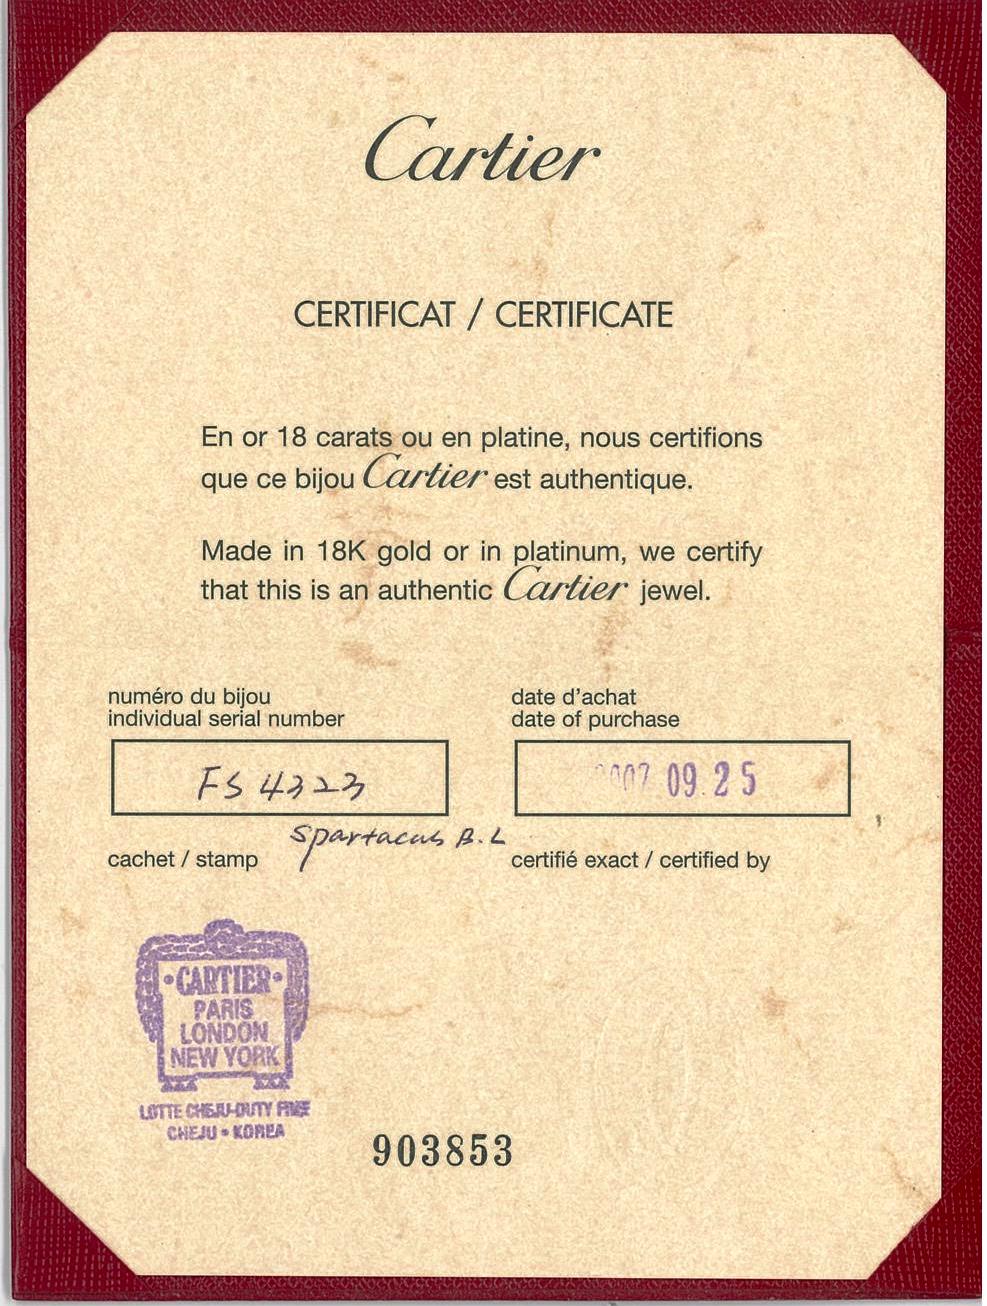 Cartier
CERTIFICAT / CERTIFICATE
En or 18 carats ou en platine, nous certifions
que ce bijou Cartier est authentique.
Made in 18K gold or in platinum, we certify
that this is an authentic Cartier jewel.
numéro du bijou
individual serial number
FS 4323
date d'achat
date of purchase
2007 09 25
Spartacus B.L
cachet / stamp
certifié exact / certified by
•CARTIER•
PARIS
LONDON
NEW YORK
LOTTE CHEJU-DUTY FREE
CHEJU • KOREA
903853